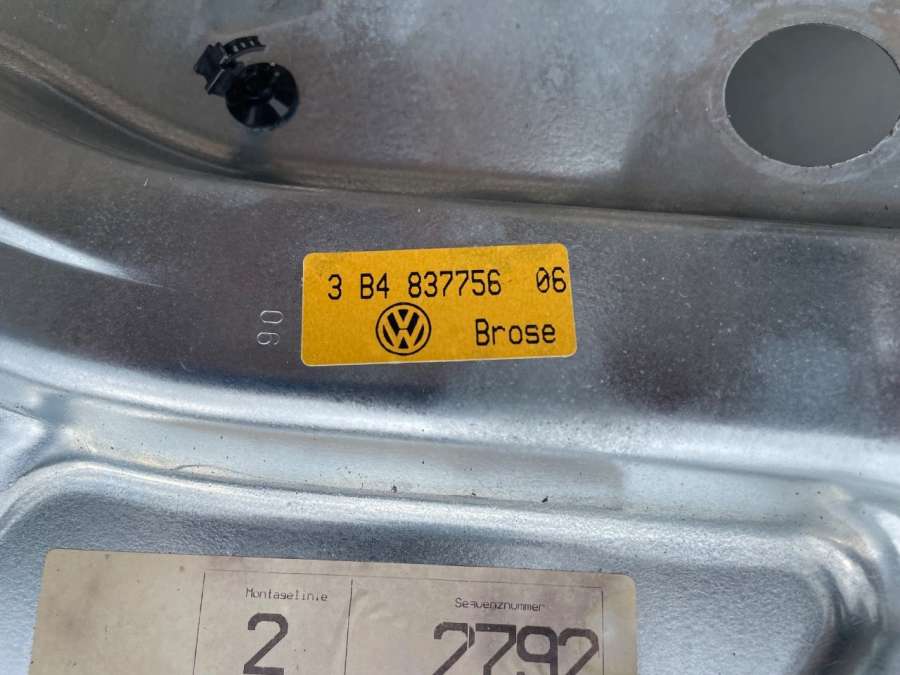 3 B4 837756 06
Brose
90
Montagelinie
2
Sequenznummer
2792